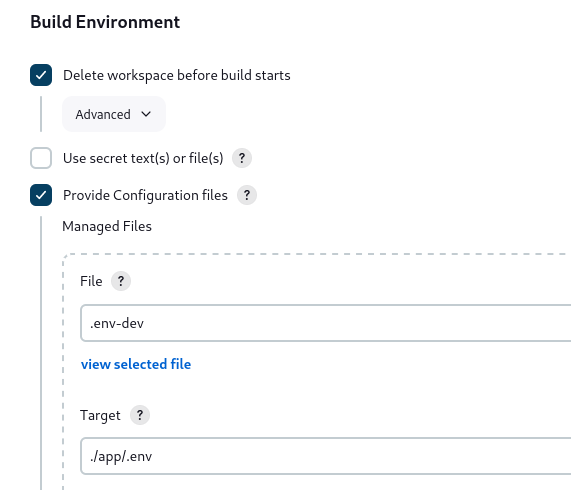 Build Environment
Delete workspace before build starts
Advanced
Use secret text(s) or file(s) ?
Provide Configuration files ?
Managed Files
File ?
.env-dev
view selected file
Target ?
./app/.env